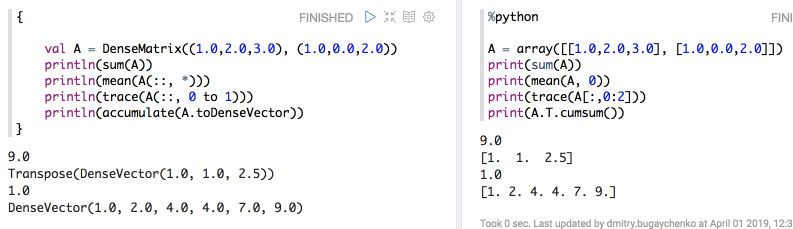 {
FINISHED
val A = DenseMatrix((1.0,2.0,3.0), (1.0,0.0,2.0))
println(sum(A))
println(mean(A(::, *)))
println(trace(A(::, 0 to 1)))
println(accumulate(A.toDenseVector))
}
9.0
Transpose(DenseVector(1.0, 1.0, 2.5))
1.0
DenseVector(1.0, 2.0, 4.0, 4.0, 7.0, 9.0)
%python
FINI
A = array([[1.0,2.0,3.0], [1.0,0.0,2.0]])
print(sum(A))
print(mean(A, 0))
print(trace(A[:,0:2]))
print(A.T.cumsum())
9.0
[1. 1. 2.5]
1.0
[1. 2. 4. 4. 7. 9.]
Took 0 sec. Last updated by dmitry.bugaychenko at April 01 2019, 12:3